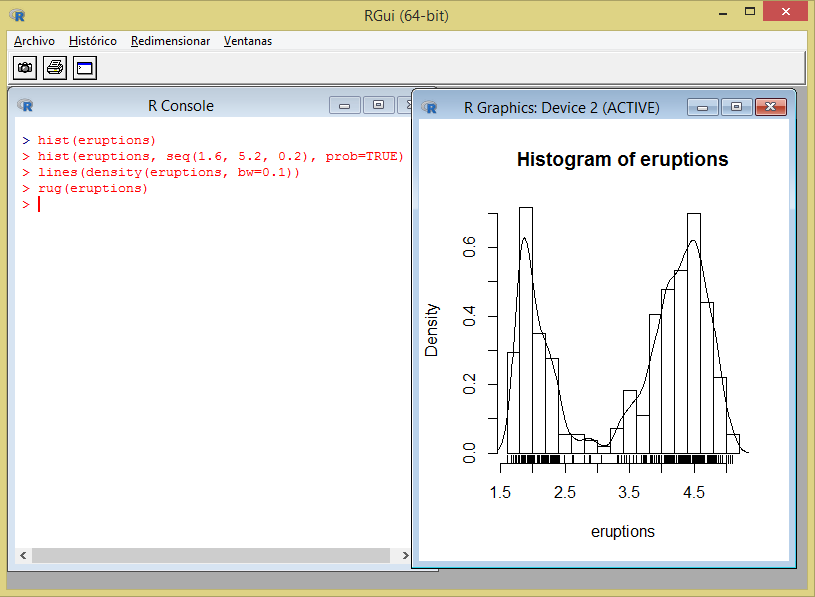 RGui (64-bit)
Archivo Histórico Redimensionar Ventanas
R Console
> hist(eruptions)
> hist(eruptions, seq(1.6, 5.2, 0.2), prob=TRUE)
> lines(density(eruptions, bw=0.1))
> rug(eruptions)
>
R Graphics: Device 2 (ACTIVE)
Histogram of eruptions
Density
0.6
0.4
0.2
0.0
1.5 2.5 3.5 4.5
eruptions